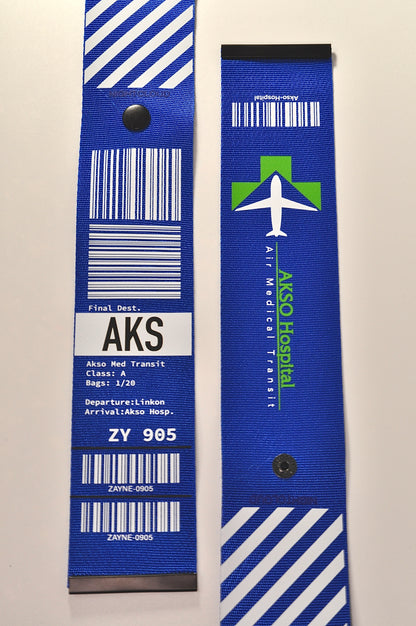 Final Dest.
AKS
Akso Med Transit
Class: A
Bags: 1/20
Departure:Linkon
Arrival:Akso Hosp.
ZY 905
ZAYNE-0905
ZAYNE-0905
Akso-Hospital
AKSO Hospital
Air Medical Transit